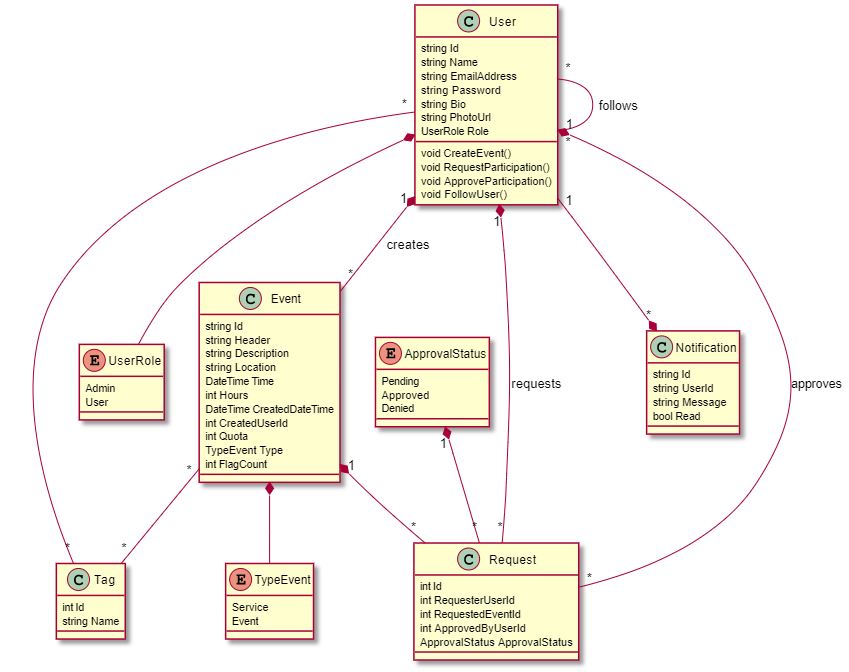 C User
string Id
string Name
string EmailAddress
string Password
string Bio
string PhotoUrl
UserRole Role
void CreateEvent()
void RequestParticipation()
void ApproveParticipation()
void FollowUser()
*
follows
1
*
*
1
1
1
creates
*
C Event
string Id
string Header
string Description
string Location
DateTime Time
int Hours
DateTime CreatedDateTime
int CreatedUserId
int Quota
TypeEvent Type
int FlagCount
E UserRole
Admin
User
E ApprovalStatus
Pending
Approved
Denied
requests
*
C Notification
string Id
string UserId
string Message
bool Read
approves
*
1
1
*
*
*
*
*
*
C Tag
int Id
string Name
E TypeEvent
Service
Event
C Request
int Id
int RequesterUserId
int RequestedEventId
int ApprovedByUserId
ApprovalStatus ApprovalStatus